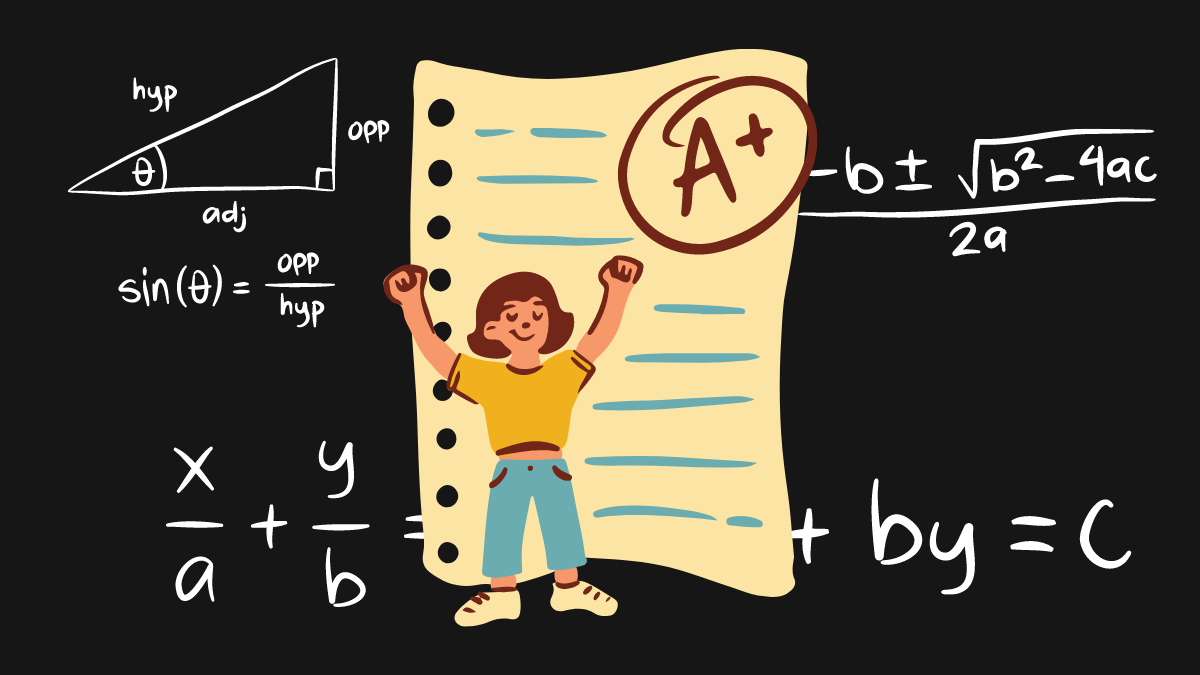 hyp
opp
θ
adj
sin(θ) = opp/hyp
A+
-b ± √b² - 4ac
2a
x/a + y/b =
+ by = c